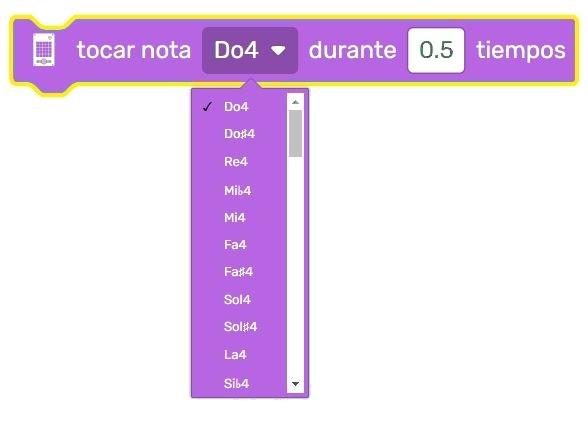 tocar nota Do4 durante 0.5 tiempos
✓ Do4
Do♯4
Re4
Mi♭4
Mi4
Fa4
Fa♯4
Sol4
Sol♯4
La4
Si♭4